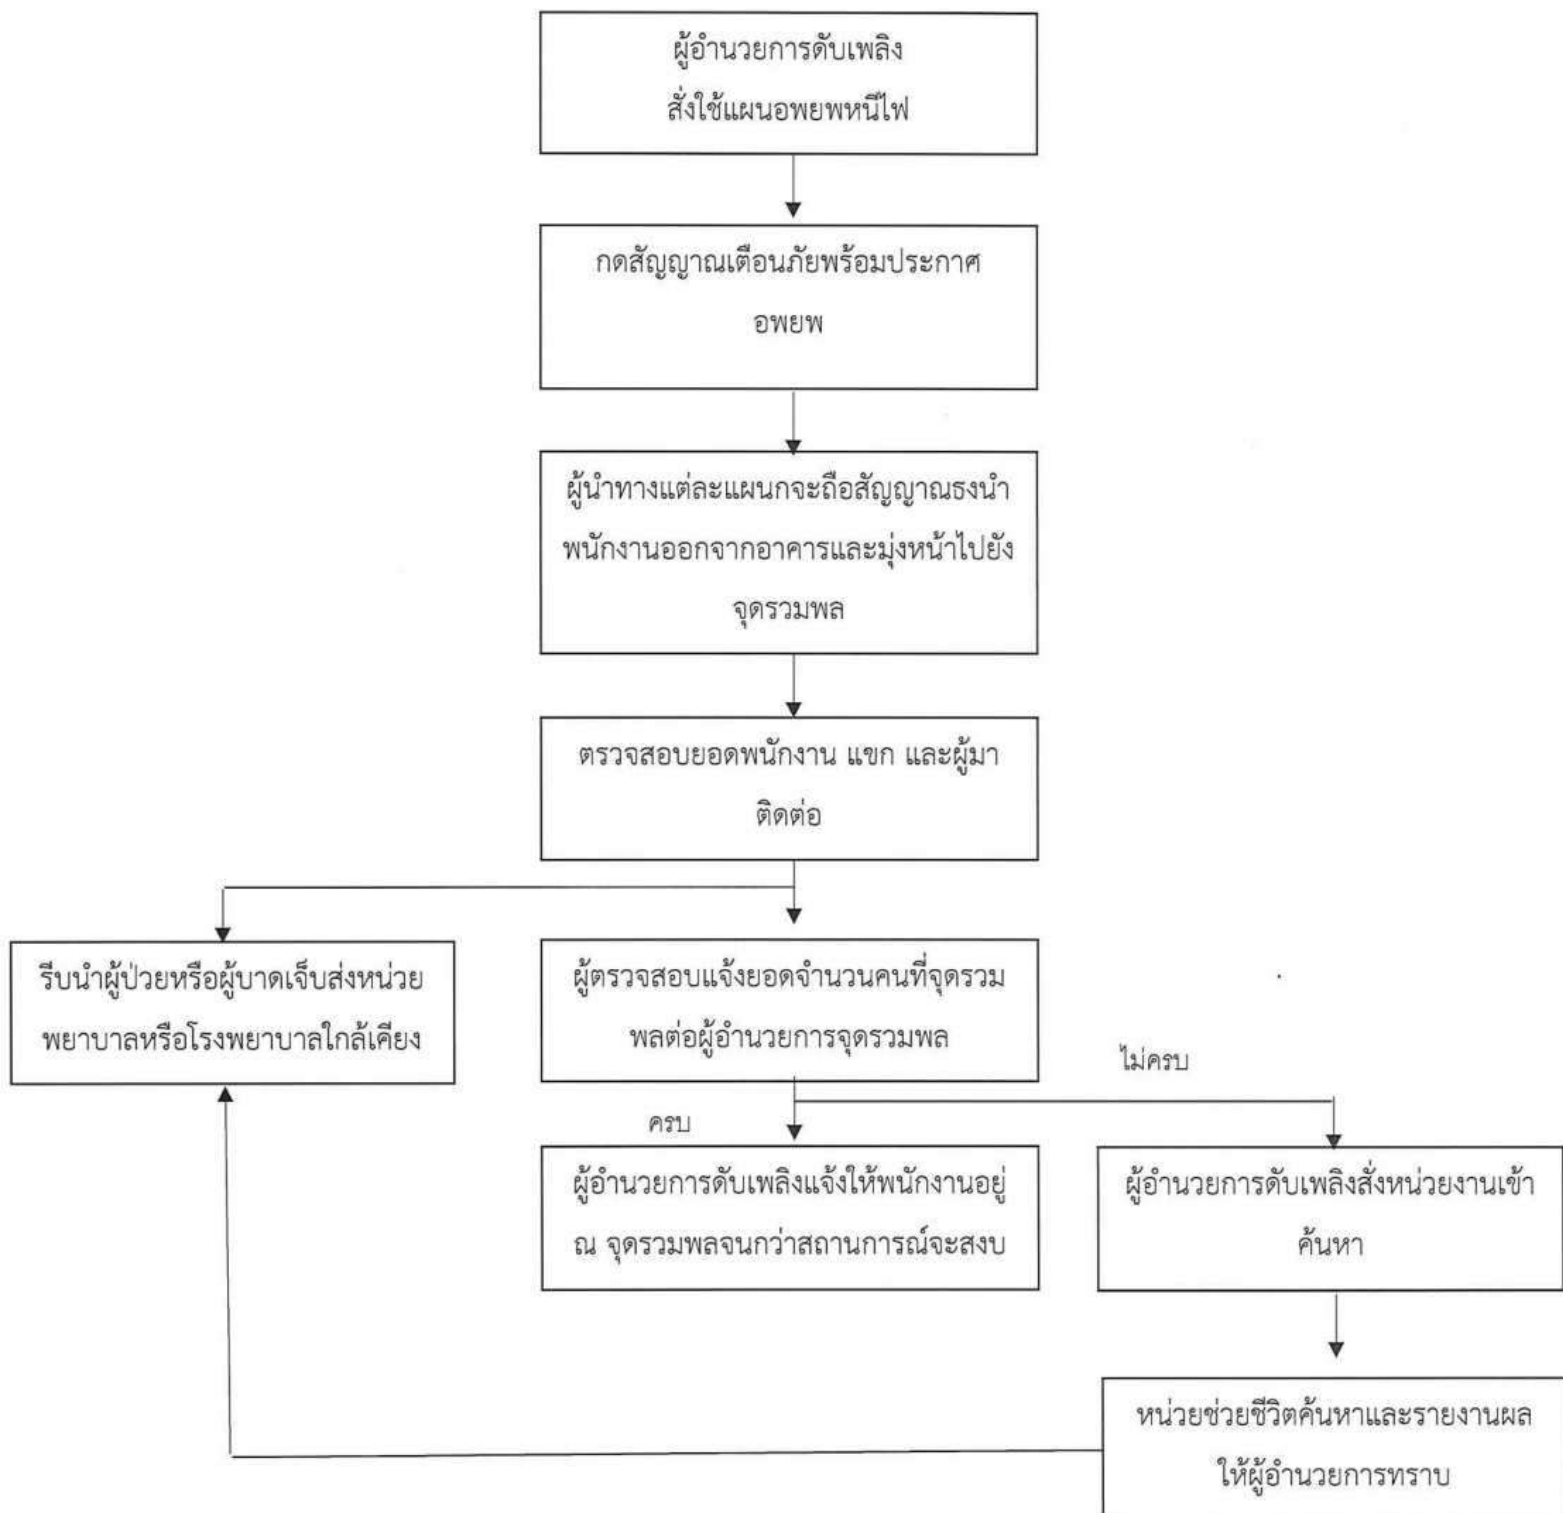 ผู้อำนวยการดับเพลิง
สั่งใช้แผนอพยพหนีไฟ
กดสัญญาณเตือนภัยพร้อมประกาศ
อพยพ
ผู้นำทางแต่ละแผนกจะถือสัญญาณธงนำ
พนักงานออกจากอาคารและมุ่งหน้าไปยัง
จุดรวมพล
ตรวจสอบยอดพนักงาน แขก และผู้มา
ติดต่อ
รีบนำผู้ป่วยหรือผู้บาดเจ็บส่งหน่วย
พยาบาลหรือโรงพยาบาลใกล้เคียง
ผู้ตรวจสอบแจ้งยอดจำนวนคนที่จุดรวม
พลต่อผู้อำนวยการจุดรวมพล
ไม่ครบ
ครบ
ผู้อำนวยการดับเพลิงแจ้งให้พนักงานอยู่
ณ จุดรวมพลจนกว่าสถานการณ์จะสงบ
ผู้อำนวยการดับเพลิงสั่งหน่วยงานเข้า
ค้นหา
หน่วยช่วยชีวิตค้นหาและรายงานผล
ให้ผู้อำนวยการทราบ